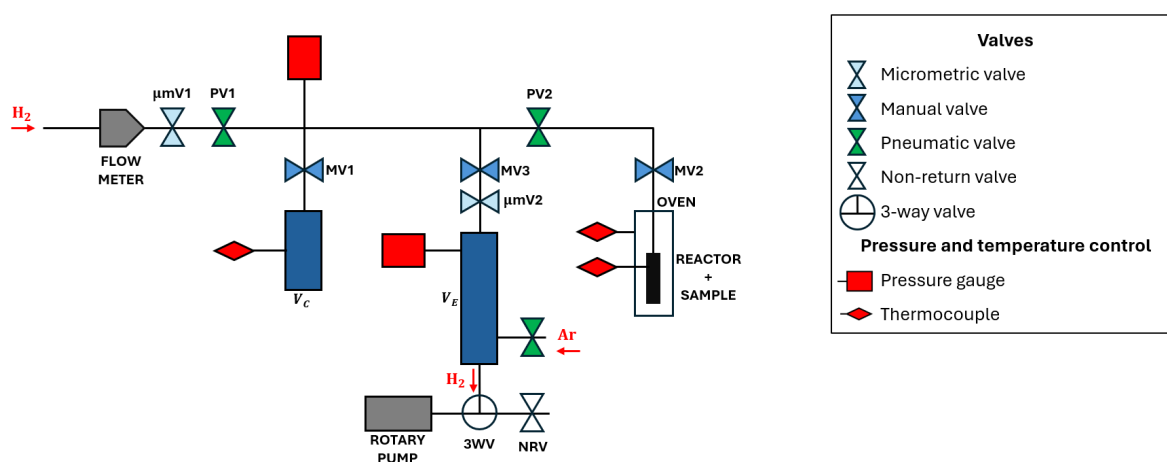 µmV1
PV1
PV2
H₂
FLOW
METER
MV1
MV3
MV2
µmV2
OVEN
REACTOR
+
SAMPLE
V_C
V_E
Ar
H₂
ROTARY
PUMP
3WV
NRV
Valves
Micrometric valve
Manual valve
Pneumatic valve
Non-return valve
3-way valve
Pressure and temperature control
Pressure gauge
Thermocouple